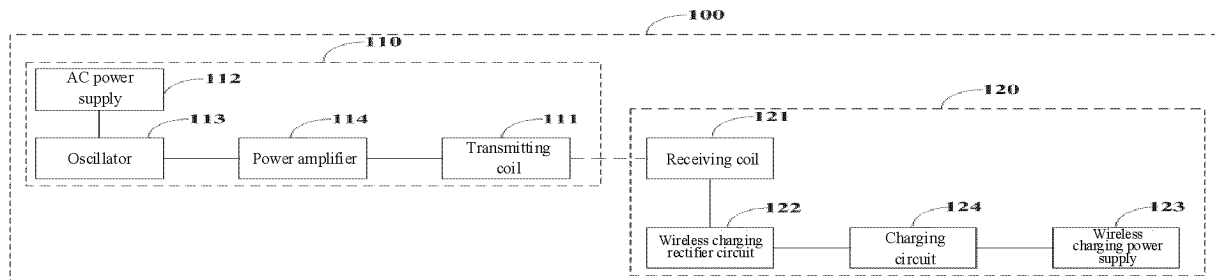 100
110
AC power
supply
112
120
113
114
111
121
Oscillator
Power amplifier
Transmitting
coil
Receiving coil
122
124
123
Wireless charging
rectifier circuit
Charging
circuit
Wireless
charging power
supply